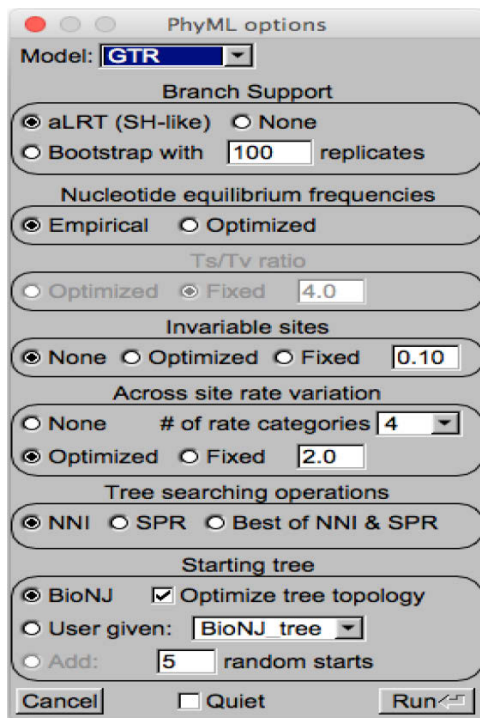 PhyML options
Model: GTR
Branch Support
aLRT (SH-like) None
Bootstrap with 100 replicates
Nucleotide equilibrium frequencies
Empirical Optimized
Ts/Tv ratio
Optimized Fixed 4.0
Invariable sites
None Optimized Fixed 0.10
Across site rate variation
None # of rate categories 4
Optimized Fixed 2.0
Tree searching operations
NNI SPR Best of NNI & SPR
Starting tree
BioNJ Optimize tree topology
User given: BioNJ_tree
Add: 5 random starts
Cancel Quiet Run